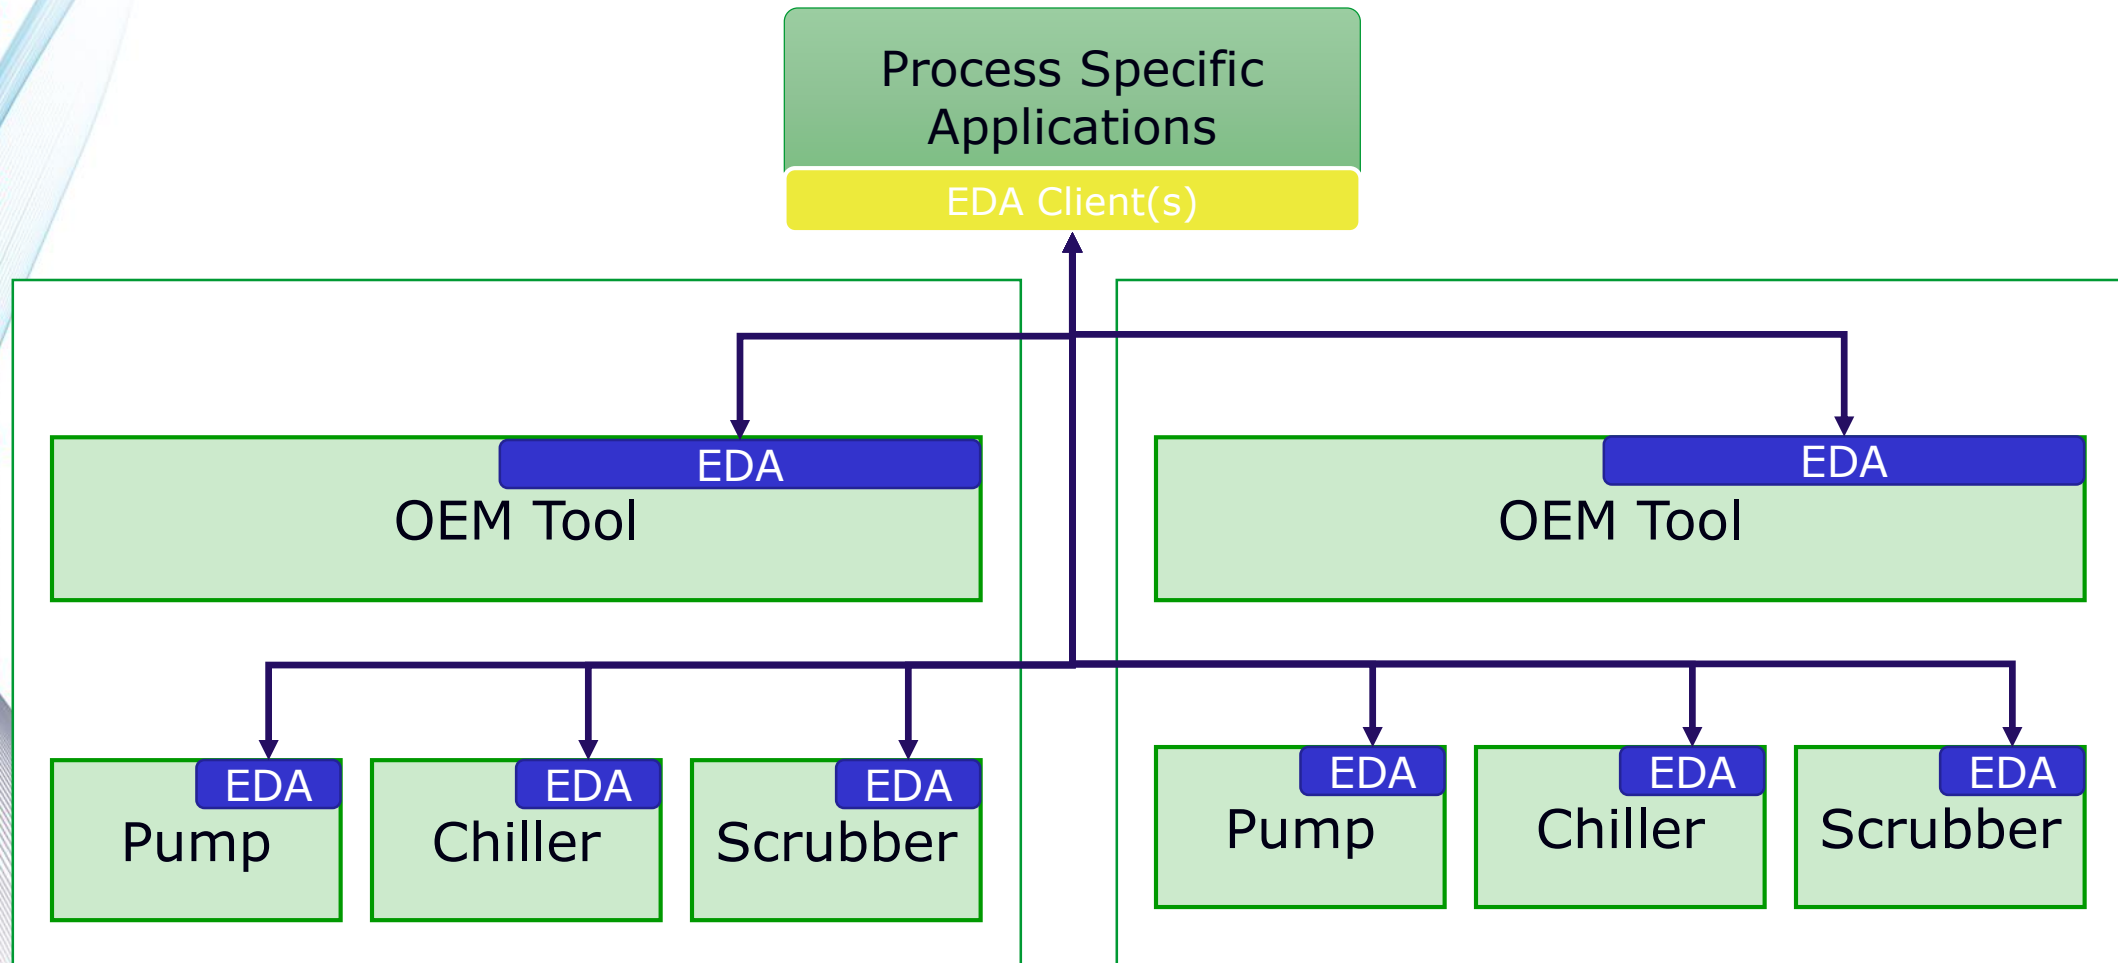 Process Specific
Applications
EDA Client(s)
EDA
OEM Tool
EDA
OEM Tool
EDA
Pump
EDA
Chiller
EDA
Scrubber
EDA
Pump
EDA
Chiller
EDA
Scrubber